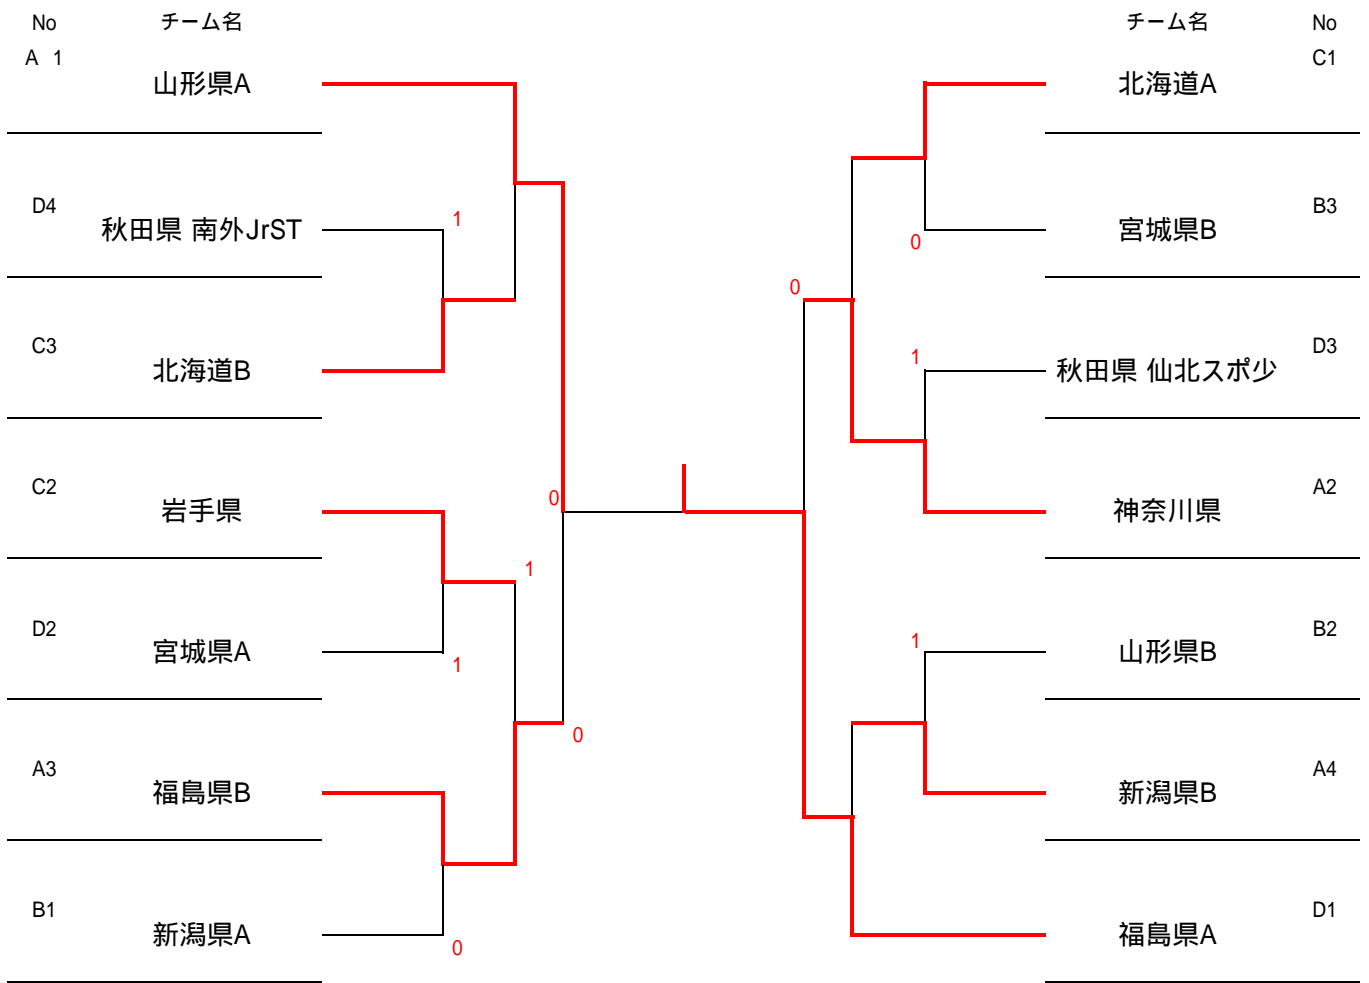 No チーム名 チーム名 No
A 1 山形県A 北海道A C1
D4 秋田県 南外JrST 1 0 宮城県B B3
C3 北海道B 0 1 秋田県 仙北スポ少 D3
C2 岩手県 0 神奈川県 A2
1
D2 宮城県A 1 1 山形県B B2
0
A3 福島県B 新潟県B A4
B1 新潟県A 0 福島県A D1